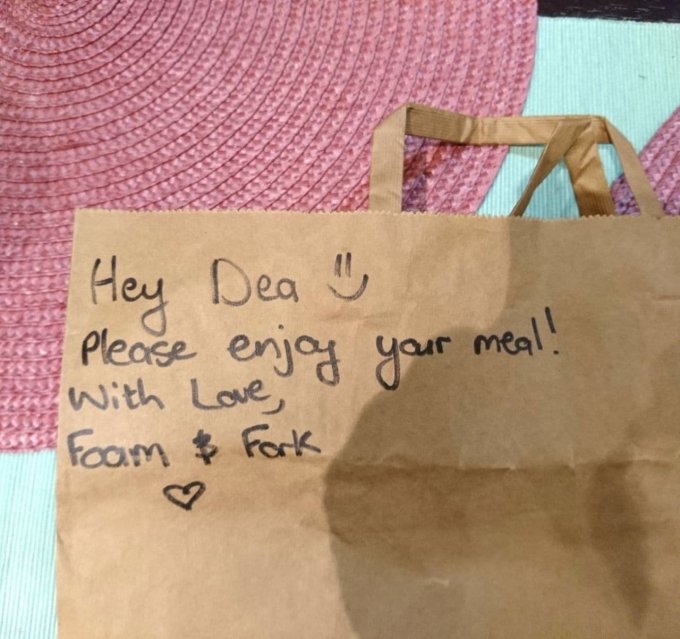 Hey Dea
Please enjoy your meal!
With Love,
Foam & Fork